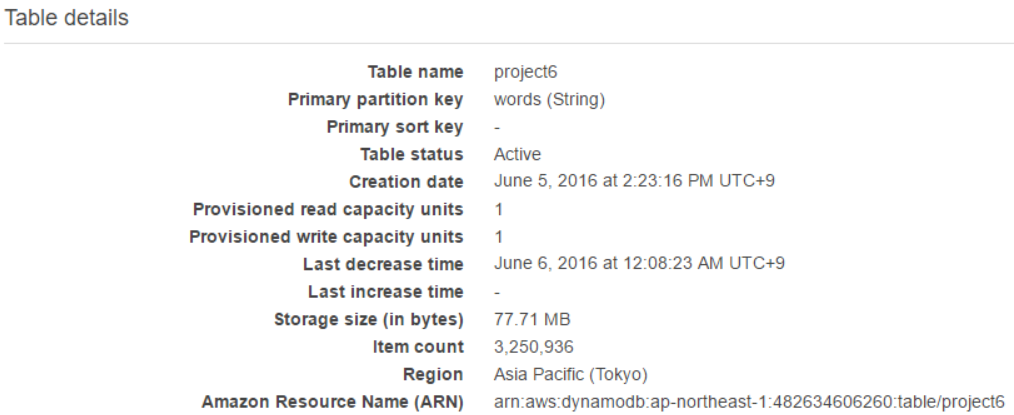 Table details
Table name project6
Primary partition key words (String)
Primary sort key -
Table status Active
Creation date June 5, 2016 at 2:23:16 PM UTC+9
Provisioned read capacity units 1
Provisioned write capacity units 1
Last decrease time June 6, 2016 at 12:08:23 AM UTC+9
Last increase time -
Storage size (in bytes) 77.71 MB
Item count 3,250,936
Region Asia Pacific (Tokyo)
Amazon Resource Name (ARN) arn:aws:dynamodb:ap-northeast-1:482634606260:table/project6